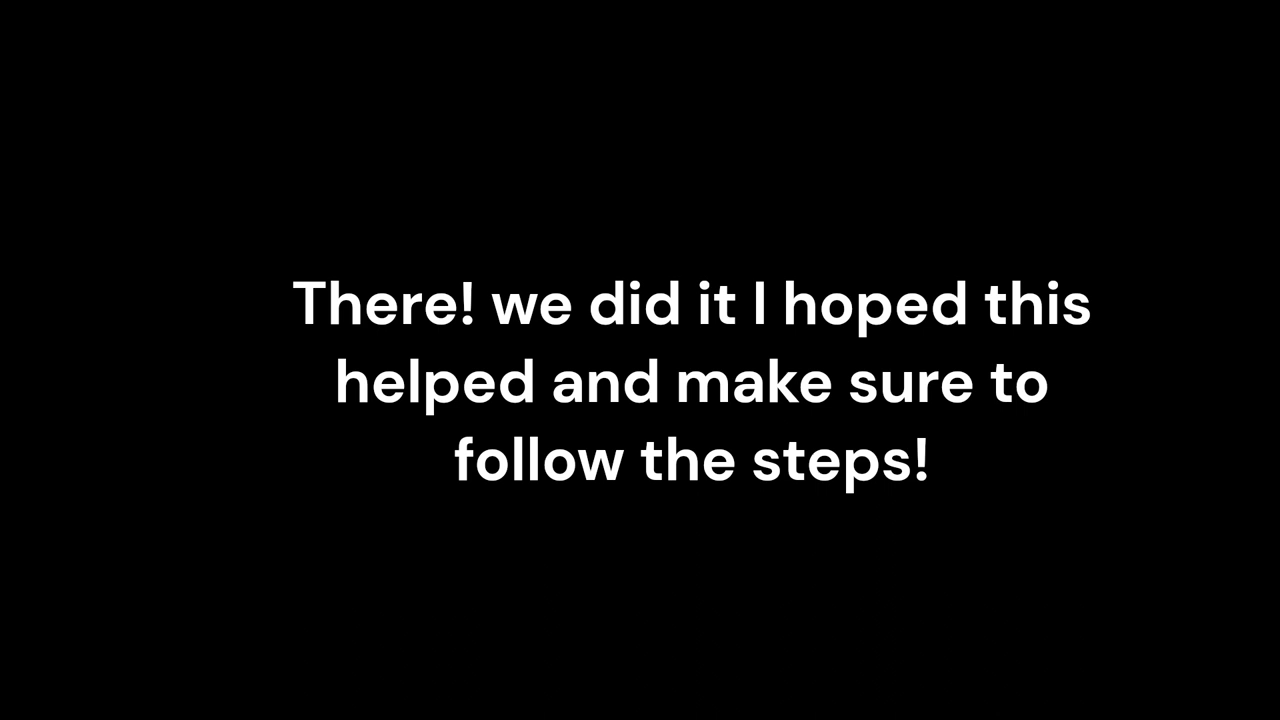 There! we did it I hoped this
helped and make sure to
follow the steps!